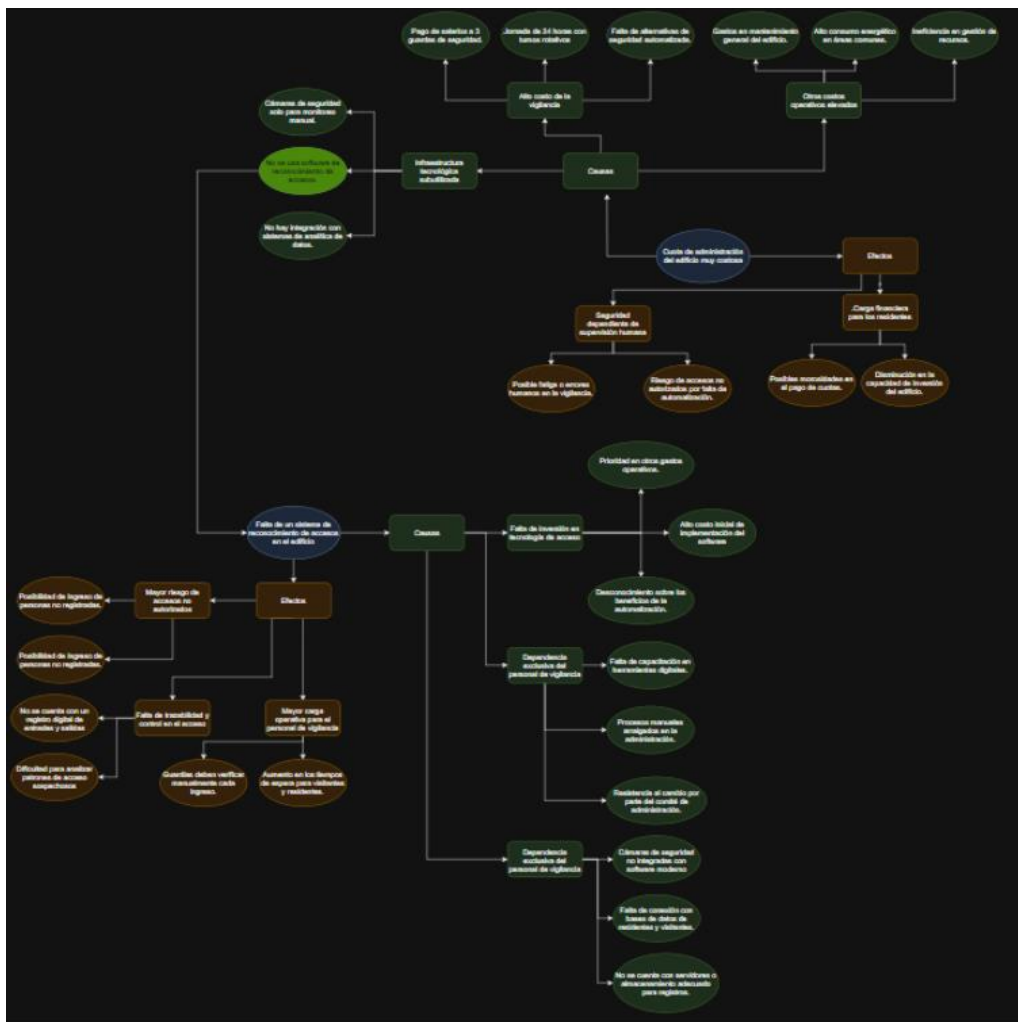 Pago de salarios a 3
guardas de seguridad.
Jornada de 24 horas con
turnos rotativos
Falta de alternativas de
seguridad automatizada.
Gastos en mantenimiento
general del edificio.
Alto consumo energético
en áreas comunes.
Ineficiencia en gestión de
recursos.
Alto costo de la
vigilancia
Otros costos
operativos elevados
Cámaras de seguridad
solo para monitoreo
manual.
No se usa software de
reconocimiento de
accesos
Infraestructura
tecnológica
subutilizada
Causas
No hay integración con
sistemas de analítica de
datos.
Cuota de administración
del edificio muy costosa
Efectos
Seguridad
dependiente de
supervisión humana
.Carga financiera
para los residentes.
Posible fatiga o errores
humanos en la vigilancia.
Riesgo de accesos no
autorizados por falta de
automatización.
Posibles morosidades en
el pago de cuotas.
Disminución en la
capacidad de inversión
del edificio.
Prioridad en otros gastos
operativos.
Falta de un sistema de
reconocimiento de accesos
en el edificio
Causas
Falta de inversión en
tecnología de acceso
Alto costo inicial de
implementación del
software
Desconocimiento sobre los
beneficios de la
automatización.
Posibilidad de ingreso de
personas no registradas.
Mayor riesgo de
accesos no
autorizados
Efectos
Posibilidad de ingreso de
personas no registradas.
Dependencia
exclusiva del
personal de vigilancia
Falta de capacitación en
herramientas digitales.
No se cuenta con un
registro digital de
entradas y salidas
Falta de trazabilidad y
control en el acceso
Mayor carga
operativa para el
personal de vigilancia
Procesos manuales
arraigados en la
administración.
Dificultad para analizar
patrones de acceso
sospechosos
Guardias deben verificar
manualmente cada
ingreso.
Aumento en los tiempos
de espera para visitantes
y residentes.
Resistencia al cambio por
parte del comité de
administración.
Dependencia
exclusiva del
personal de vigilancia
Cámaras de seguridad
no integradas con
software moderno
Falta de conexión con
bases de datos de
residentes y visitantes.
No se cuenta con servidores o
almacenamiento adecuado
para registros.